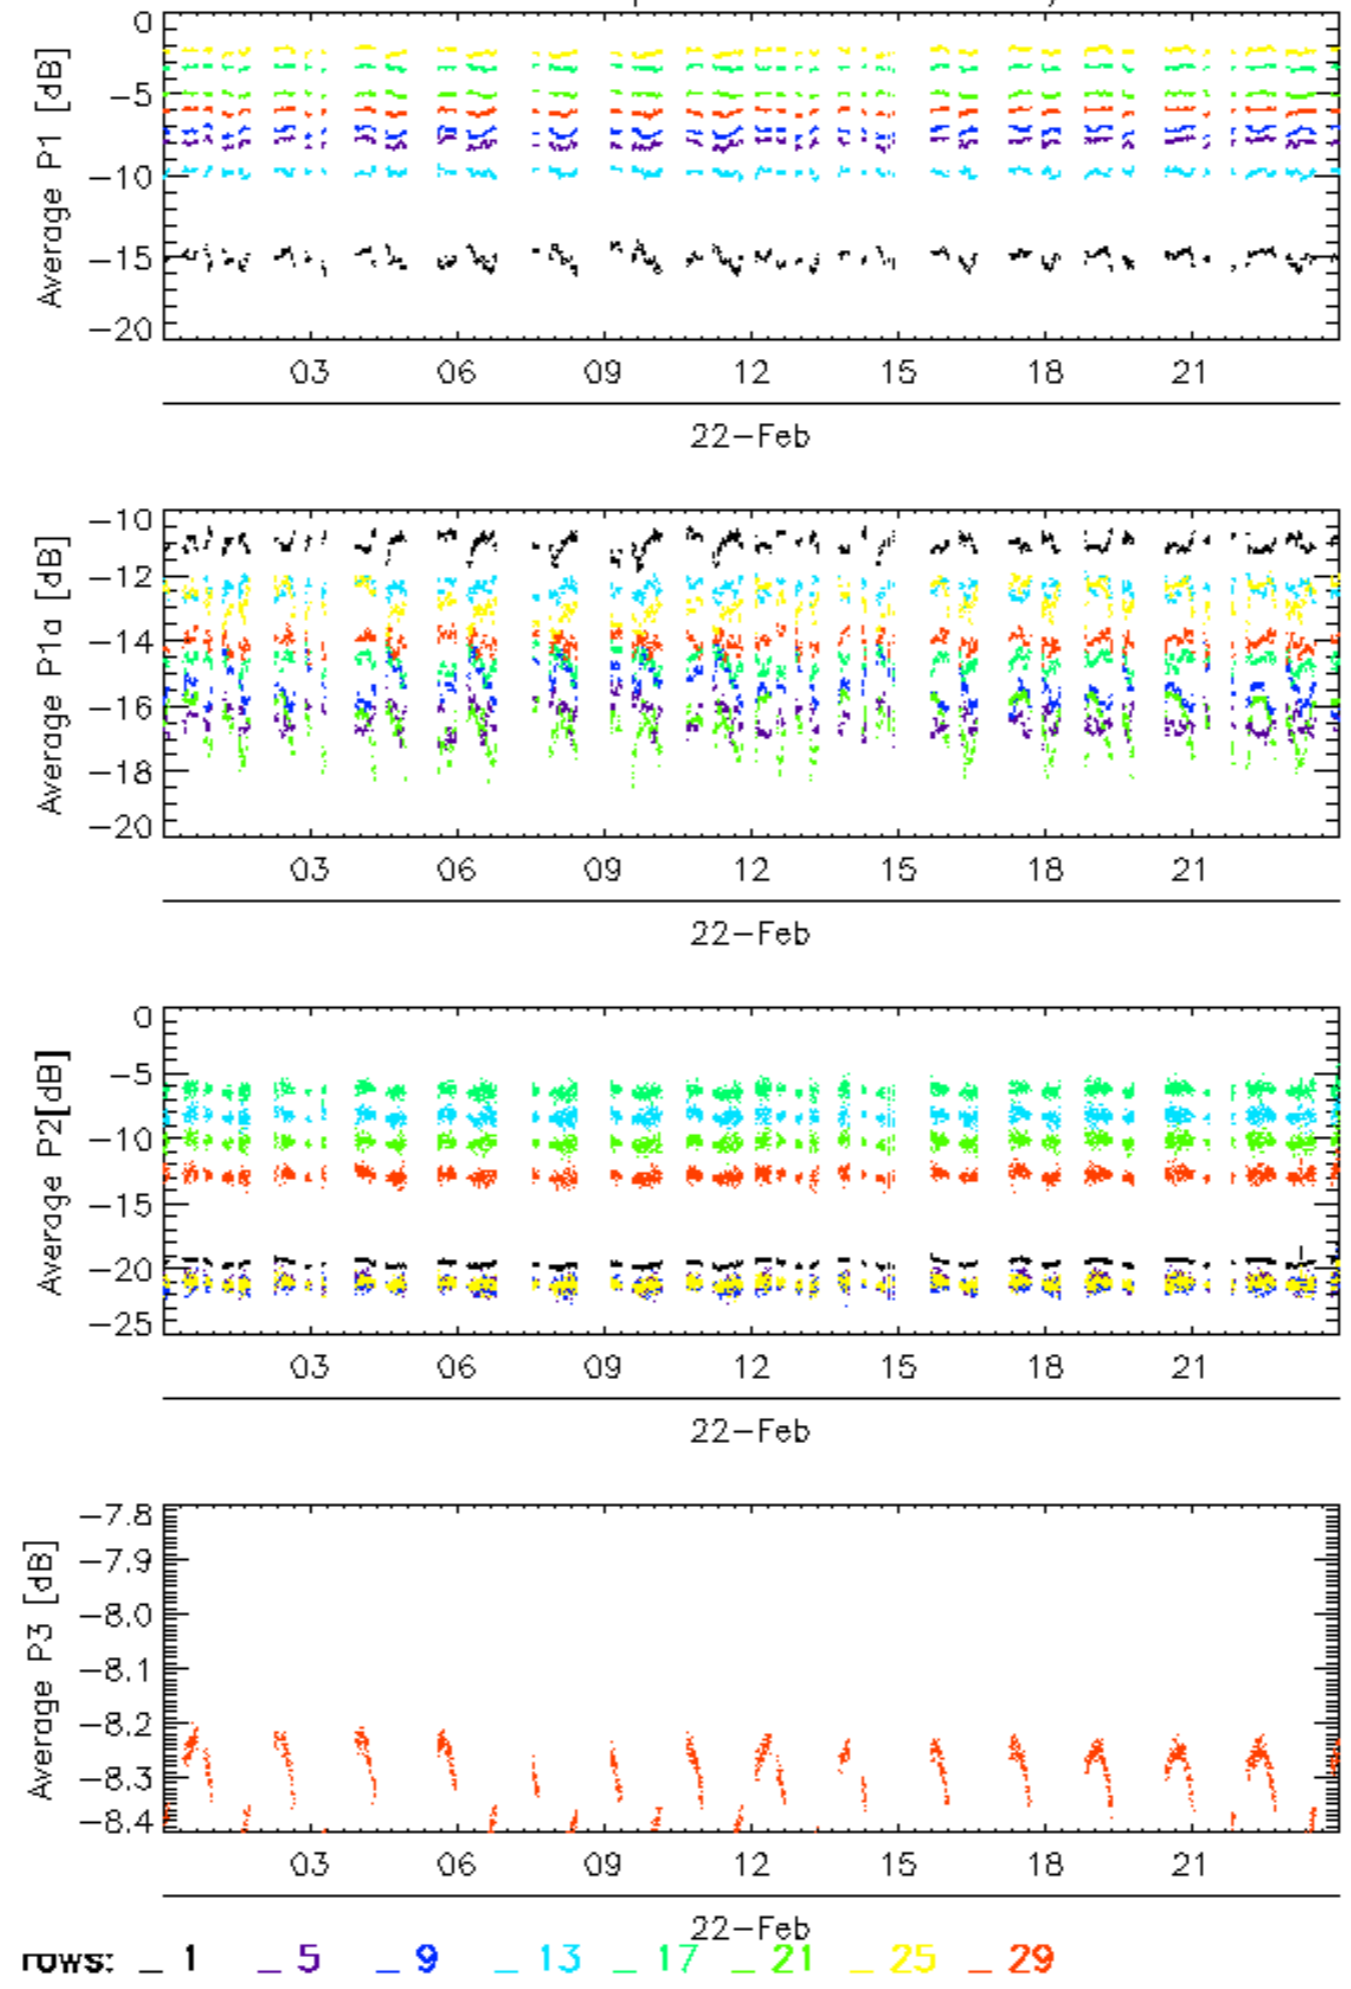 0
−5
−10
−15
−20
Average P1 [dB]
03 06 09 12 15 18 21
22−Feb
−10
−12
−14
−16
−18
−20
Average P1a [dB]
03 06 09 12 15 18 21
22−Feb
0
−5
−10
−15
−20
−25
Average P2[dB]
03 06 09 12 15 18 21
22−Feb
−7.8
−7.9
−8.0
−8.1
−8.2
−8.3
−8.4
Average P3 [dB]
03 06 09 12 15 18 21
22−Feb
rows: _ 1 _ 5 _ 9 _ 13 _ 17 _ 21 _ 25 _ 29